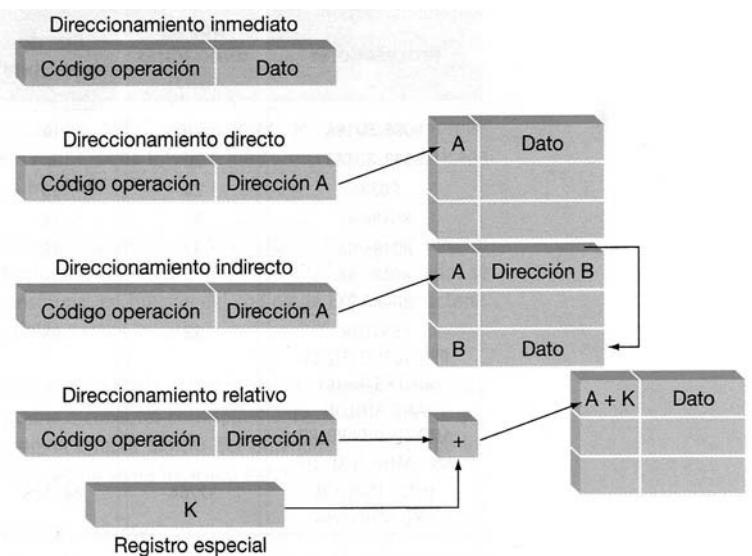 Direccionamiento inmediato
Código operación Dato
Direccionamiento directo
Código operación Dirección A
A Dato
Direccionamiento indirecto
Código operación Dirección A
A Dirección B
B Dato
Direccionamiento relativo
Código operación Dirección A
+
A + K Dato
K
Registro especial